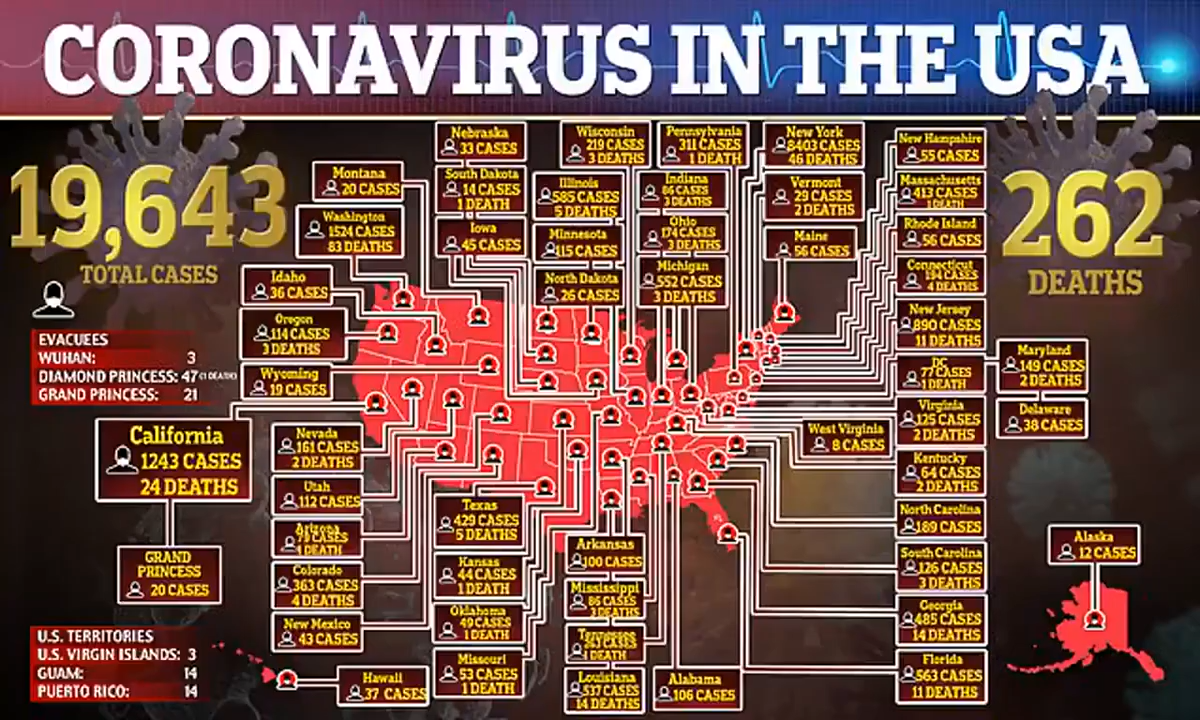 CORONAVIRUS IN THE USA
19,643
TOTAL CASES
262
DEATHS
EVACUEES
WUHAN: 3
DIAMOND PRINCESS: 47 (1 DEATH)
GRAND PRINCESS: 21
Nebraska
33 CASES
South Dakota
14 CASES
1 DEATH
Iowa
45 CASES
Montana
20 CASES
Washington
1524 CASES
83 DEATHS
Idaho
36 CASES
Oregon
114 CASES
3 DEATHS
Wyoming
19 CASES
Wisconsin
219 CASES
3 DEATHS
Illinois
585 CASES
5 DEATHS
Minnesota
115 CASES
North Dakota
26 CASES
Pennsylvania
311 CASES
1 DEATH
Indiana
86 CASES
3 DEATHS
Ohio
174 CASES
3 DEATHS
Michigan
552 CASES
3 DEATHS
New York
8403 CASES
46 DEATHS
Vermont
29 CASES
2 DEATHS
Maine
56 CASES
New Hampshire
55 CASES
Massachusetts
413 CASES
1 DEATH
Rhode Island
56 CASES
Connecticut
194 CASES
4 DEATHS
New Jersey
890 CASES
11 DEATHS
DC
77 CASES
1 DEATH
Maryland
149 CASES
2 DEATHS
Delaware
38 CASES
Virginia
125 CASES
2 DEATHS
West Virginia
8 CASES
Kentucky
64 CASES
2 DEATHS
North Carolina
189 CASES
South Carolina
126 CASES
3 DEATHS
Georgia
485 CASES
14 DEATHS
Florida
563 CASES
11 DEATHS
California
1243 CASES
24 DEATHS
GRAND
PRINCESS
20 CASES
Nevada
161 CASES
2 DEATHS
Utah
112 CASES
Arizona
CASES
1 DEATH
Colorado
363 CASES
4 DEATHS
New Mexico
43 CASES
Texas
429 CASES
5 DEATHS
Kansas
44 CASES
1 DEATH
Oklahoma
49 CASES
1 DEATH
Missouri
53 CASES
1 DEATH
Arkansas
100 CASES
Mississippi
86 CASES
3 DEATHS
Tennessee
CASES
1 DEATH
Louisiana
537 CASES
14 DEATHS
Alabama
106 CASES
Alaska
12 CASES
Hawaii
37 CASES
U.S. TERRITORIES
U.S. VIRGIN ISLANDS: 3
GUAM: 14
PUERTO RICO: 14